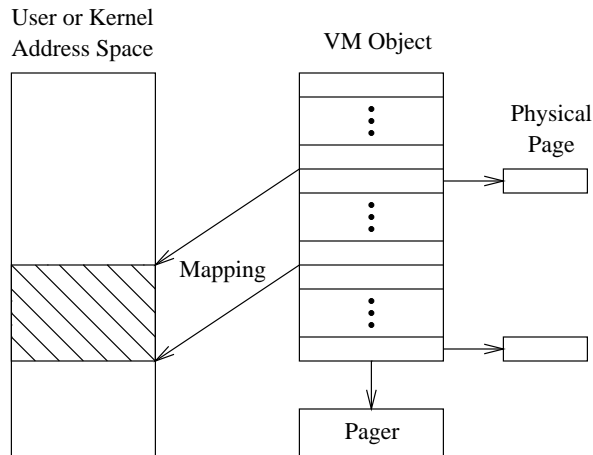 User or Kernel
Address Space
VM Object
Physical
Page
Mapping
Pager